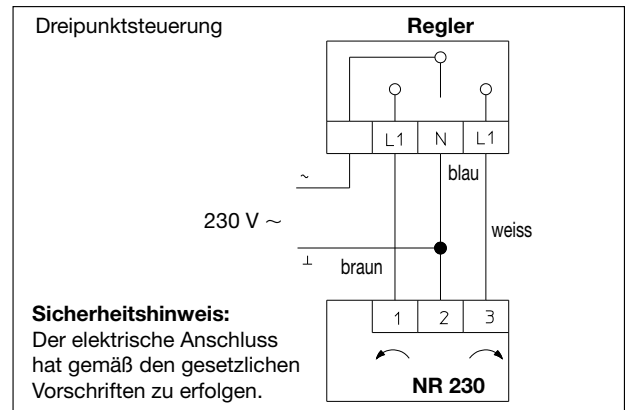 Dreipunktsteuerung
Regler
L1 N L1
blau
~
230 V ~
weiss
⊥
braun
Sicherheitshinweis:
Der elektrische Anschluss
hat gemäß den gesetzlichen
Vorschriften zu erfolgen.
1 2 3
NR 230